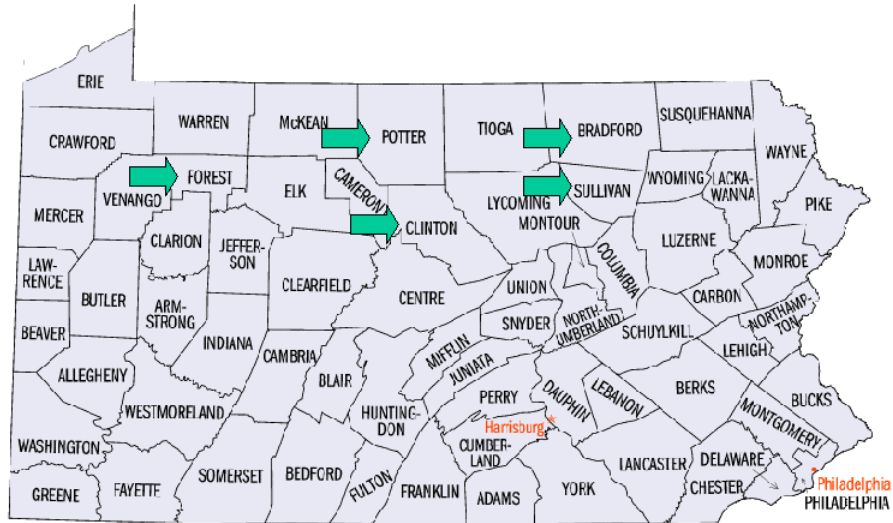 ERIE
WARREN
McKEAN
POTTER
TIOGA
BRADFORD
SUSQUEHANNA
CRAWFORD
WAYNE
FOREST
VENANGO
ELK
CAMERON
LYCOMING
SULLIVAN
WYOMING
LACKA-
WANNA
PIKE
MERCER
CLARION
JEFFER-
SON
CLINTON
MONTOUR
COLUMBIA
LUZERNE
MONROE
LAW-
RENCE
BUTLER
ARM-
STRONG
CLEARFIELD
CENTRE
UNION
CARBON
NORTHAMP-
TON
BEAVER
INDIANA
SNYDER
NORTH-
UMBERLAND
SCHUYLKILL
LEHIGH
ALLEGHENY
CAMBRIA
BLAIR
MIFFLIN
JUNIATA
PERRY
DAUPHIN
LEBANON
BERKS
BUCKS
WESTMORELAND
HUNTING-
DON
Harrisburg
MONTGOMERY
WASHINGTON
CUMBER-
LAND
SOMERSET
BEDFORD
FULTON
LANCASTER
DELAWARE
CHESTER
GREENE
FAYETTE
FRANKLIN
ADAMS
YORK
Philadelphia
PHILADELPHIA